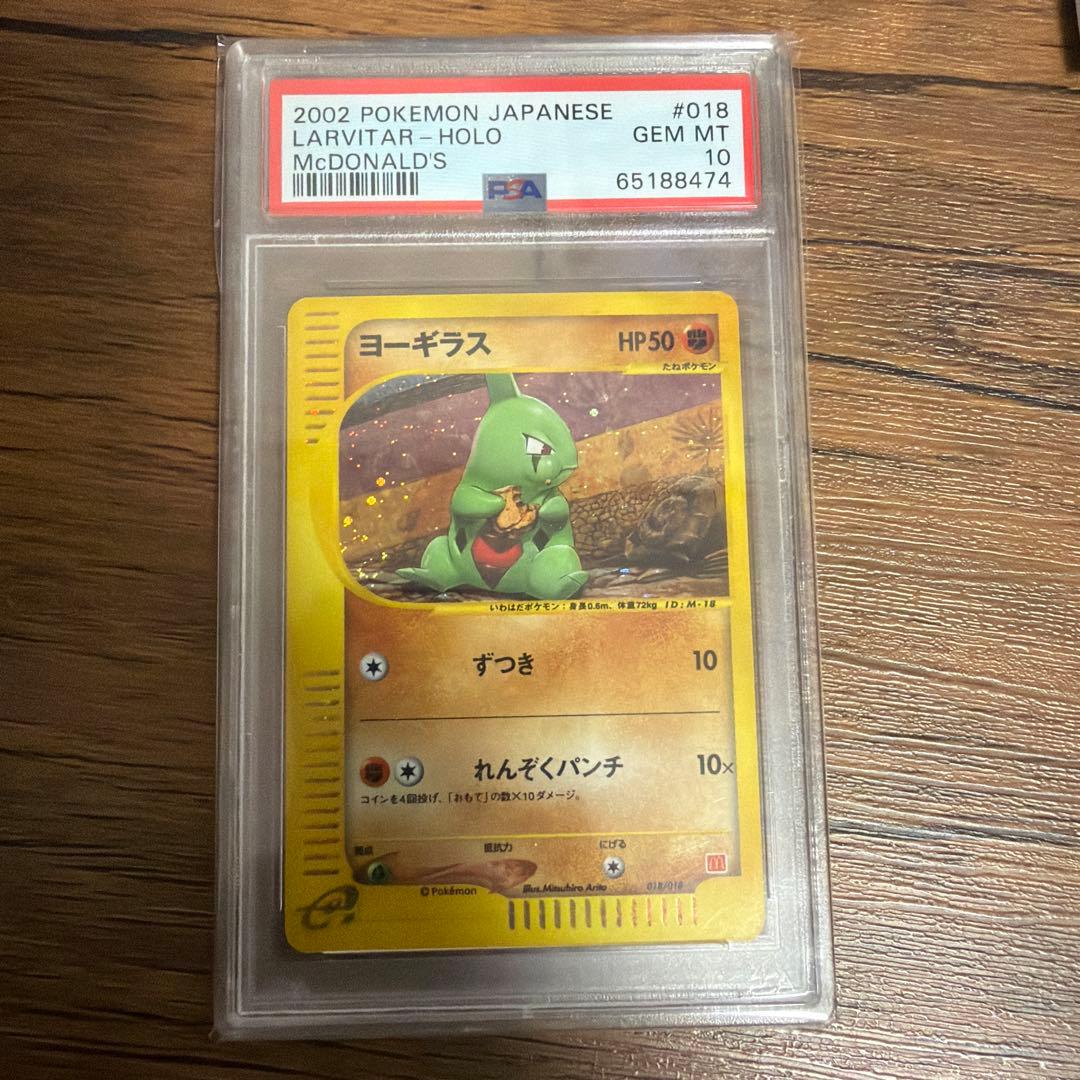 2002 POKEMON JAPANESE #018
LARVITAR - HOLO GEM MT
McDONALD'S 10
PSA 65188474
ヨーギラス HP50
たねポケモン
いわはだポケモン：身長0.6m、体重72kg ID：M-18
ずつき 10
れんぞくパンチ 10×
コインを4回投げ、「おもて」の数×10ダメージ。
弱点 抵抗力 にげる
©Pokémon Illus.Mitsuhiro Arita 018/018
e